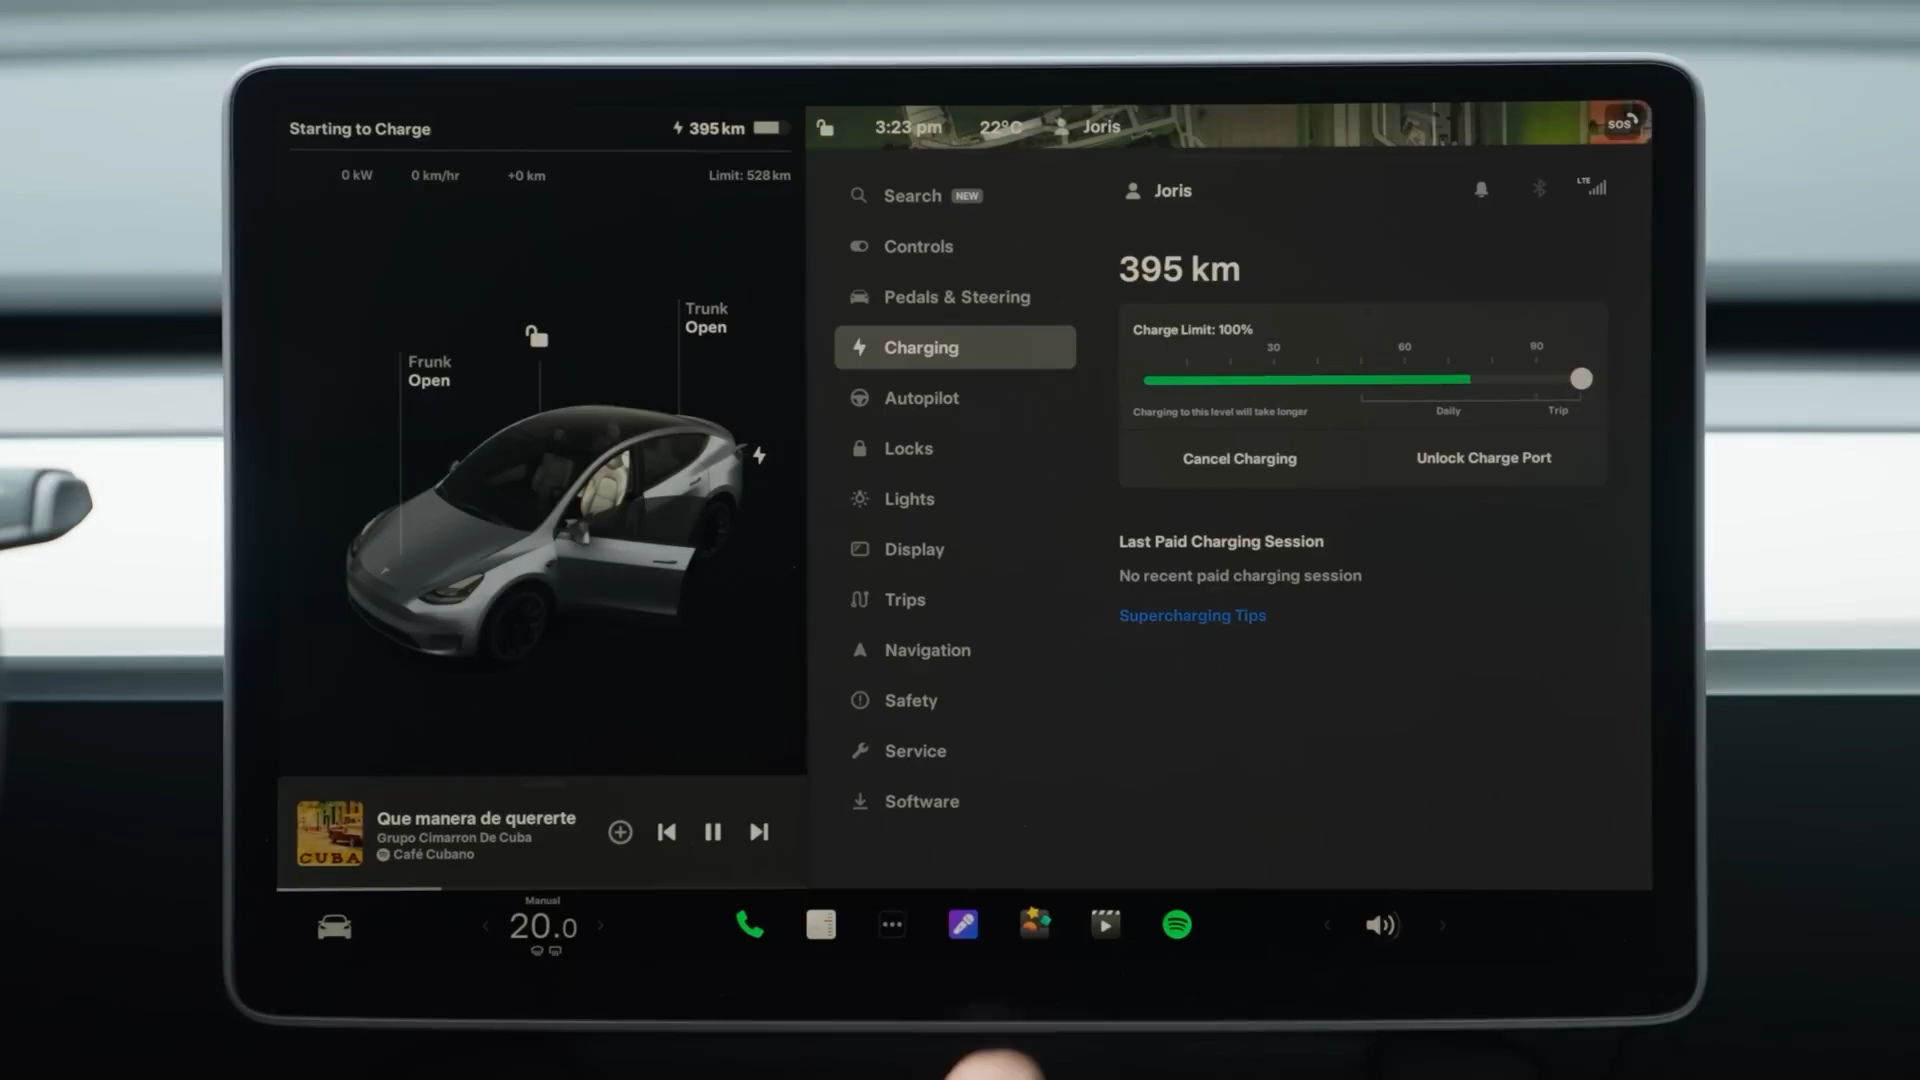 Starting to Charge
395 km
0 kW
0 km/hr
+0 km
Limit: 528 km
Trunk
Open
Frunk
Open
Que manera de quererte
Grupo Cimarron De Cuba
Café Cubano
CUBA
3:23 pm
22°C
Joris
SOS
Search NEW
Controls
Pedals & Steering
Charging
Autopilot
Locks
Lights
Display
Trips
Navigation
Safety
Service
Software
Joris
LTE
395 km
Charge Limit: 100%
30
60
90
Charging to this level will take longer
Daily
Trip
Cancel Charging
Unlock Charge Port
Last Paid Charging Session
No recent paid charging session
Supercharging Tips
Manual
20.0